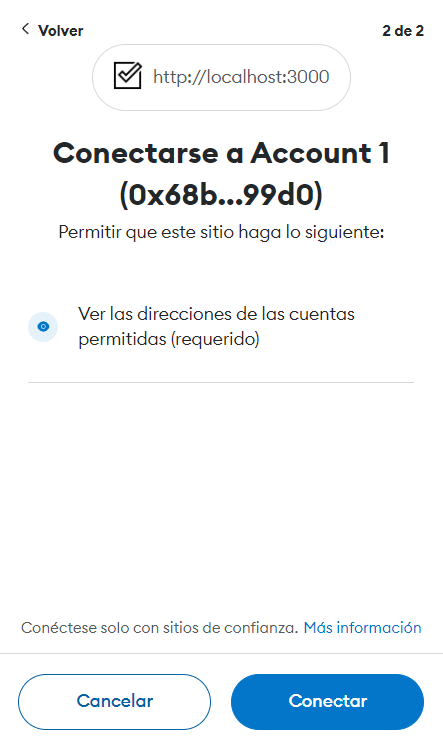 Volver
2 de 2
http://localhost:3000
Conectarse a Account 1
(0x68b...99d0)
Permitir que este sitio haga lo siguiente:
Ver las direcciones de las cuentas
permitidas (requerido)
Conéctese solo con sitios de confianza. Más información
Cancelar
Conectar